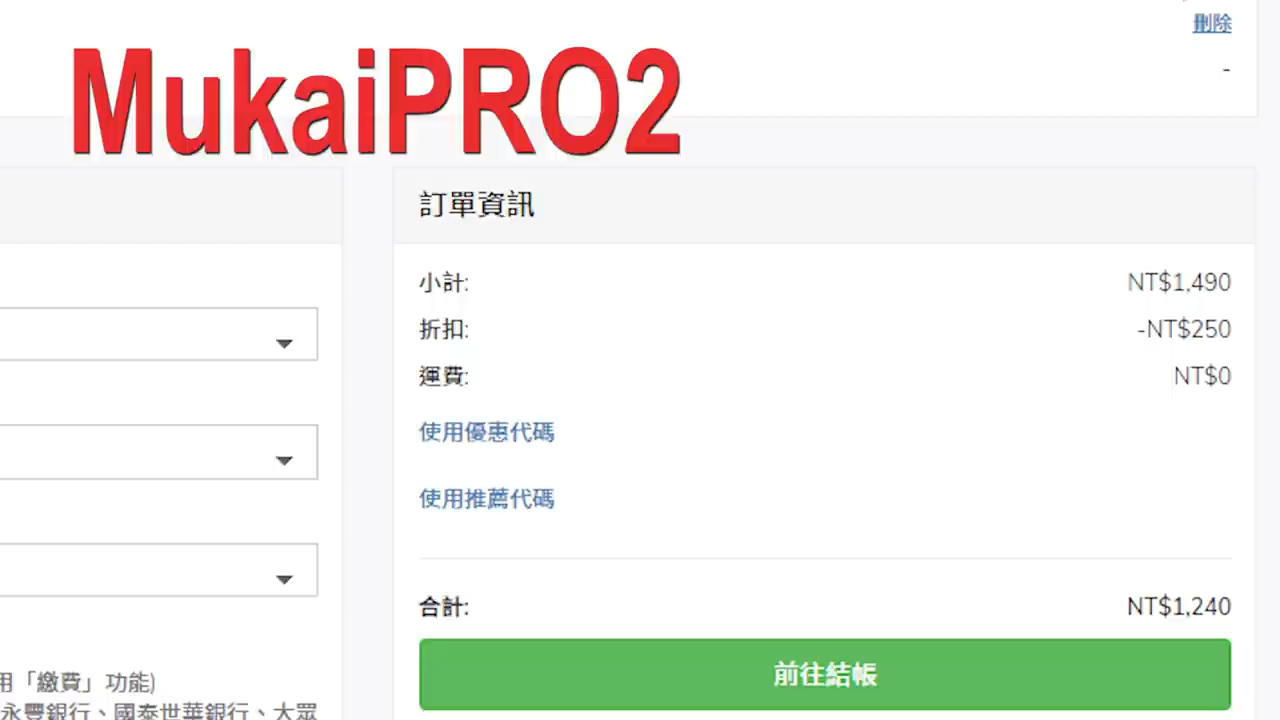 刪除
-
MukaiPRO2
訂單資訊
小計: NT$1,490
折扣: -NT$250
運費: NT$0
使用優惠代碼
使用推薦代碼
合計: NT$1,240
前往結帳
用「繳費」功能)
永豐銀行、國泰世華銀行、大眾